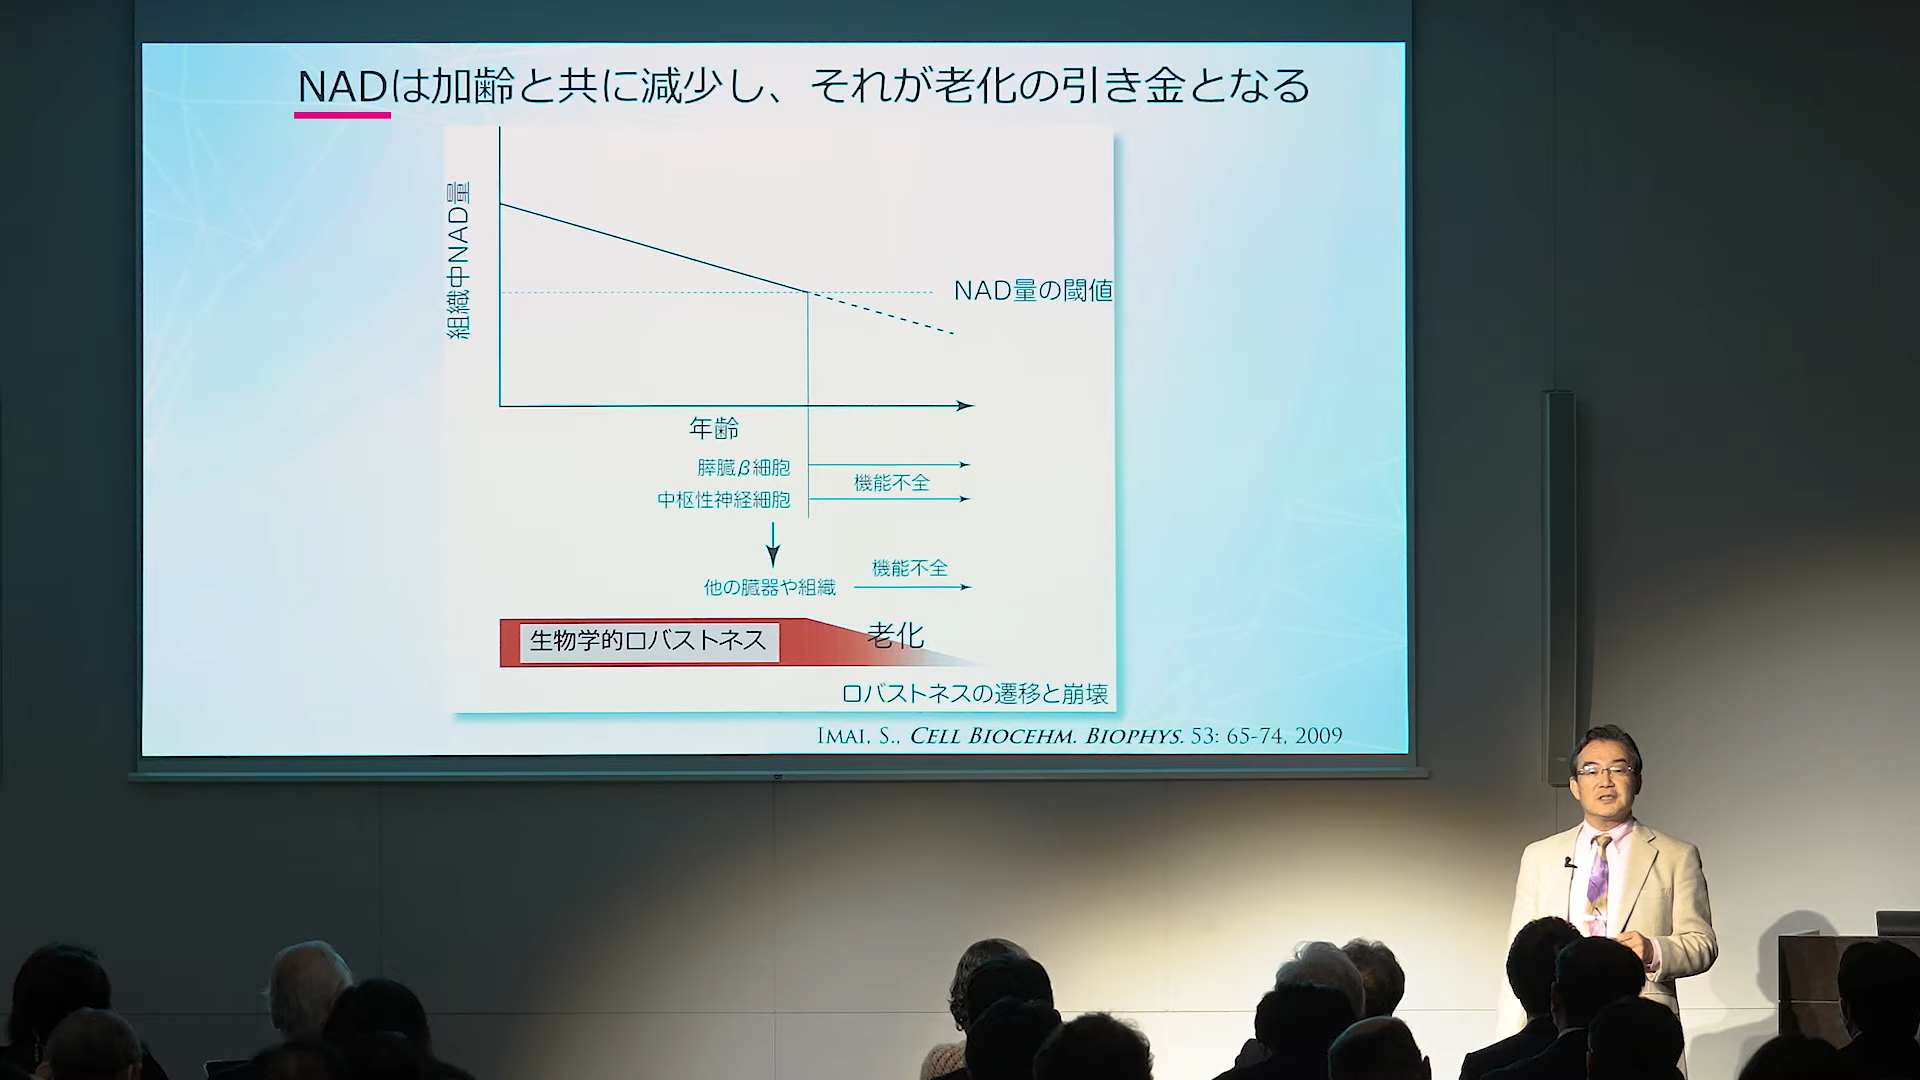 NADは加齢と共に減少し、それが老化の引き金となる
組織中NAD量
NAD量の閾値
年齢
膵臓β細胞
機能不全
中枢性神経細胞
機能不全
他の臓器や組織
生物学的ロバストネス
老化
ロバストネスの遷移と崩壊
IMAI, S., CELL BIOCEHM. BIOPHYS. 53: 65-74, 2009